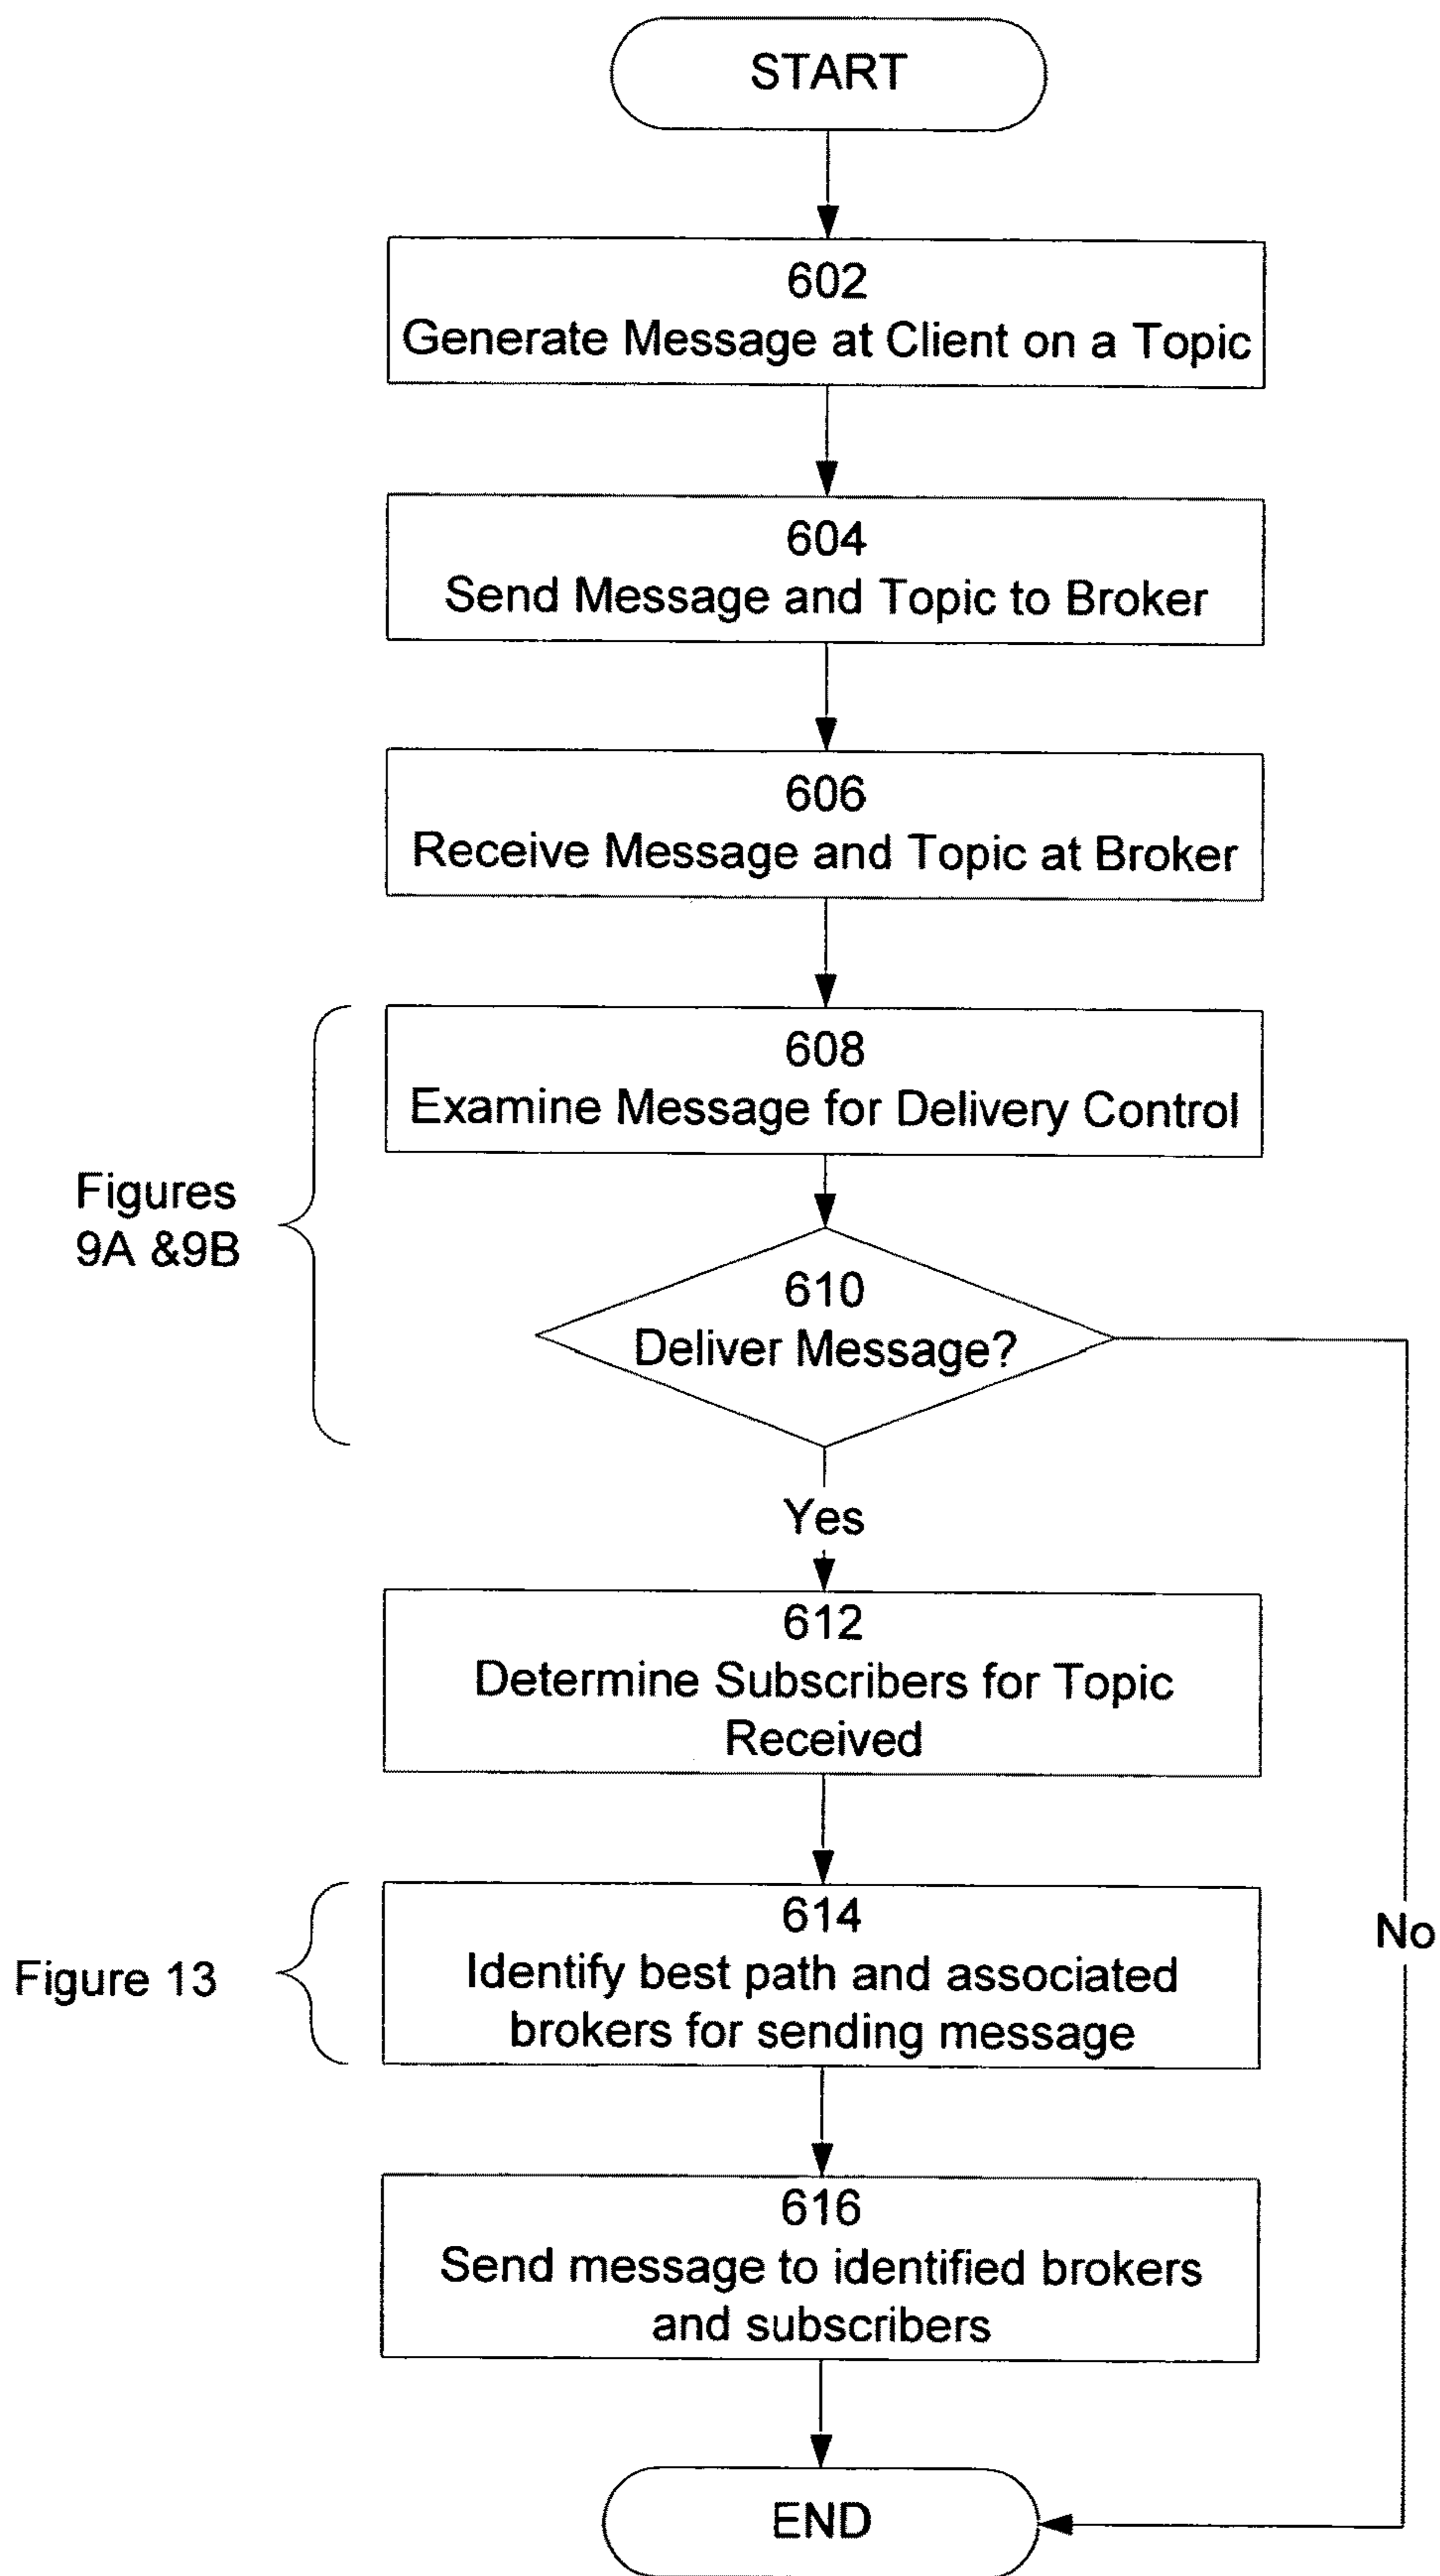 START
602
Generate Message at Client on a Topic
604
Send Message and Topic to Broker
606
Receive Message and Topic at Broker
608
Examine Message for Delivery Control
Figures
9A &9B
610
Deliver Message?
Yes
612
Determine Subscribers for Topic
Received
No
Figure 13
614
Identify best path and associated
brokers for sending message
616
Send message to identified brokers
and subscribers
END